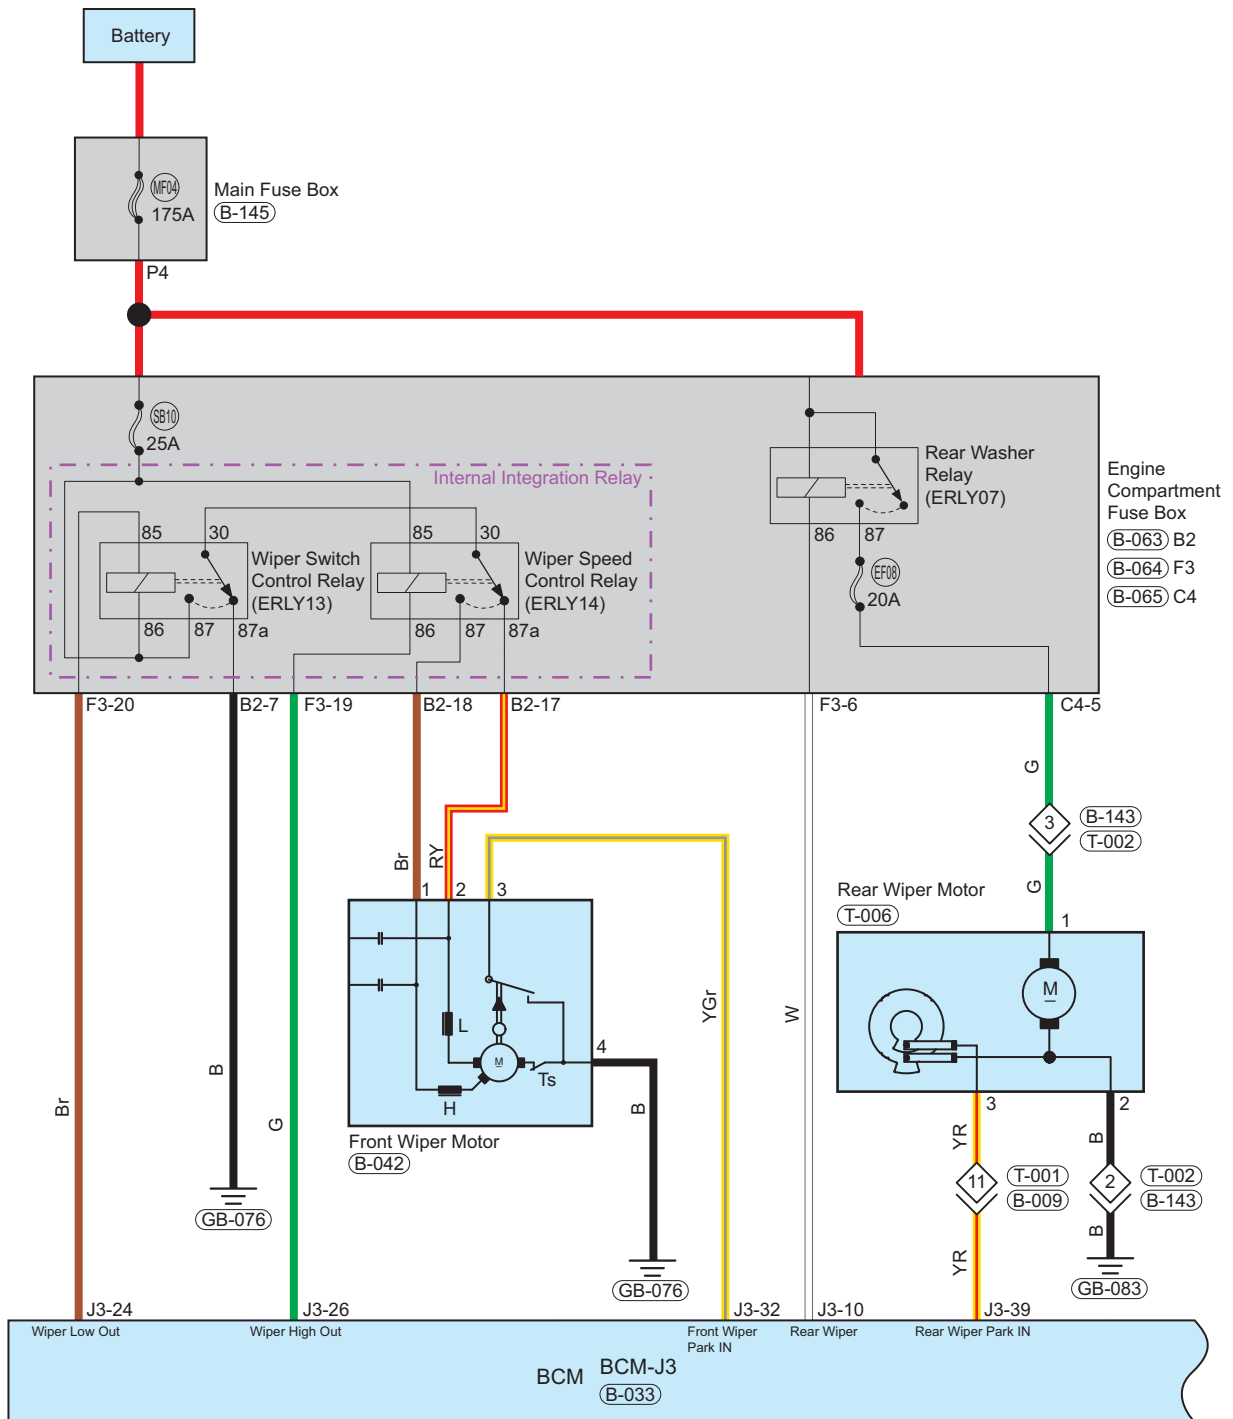 Battery
MF04
175A
Main Fuse Box
B-145
P4
SB10
25A
Internal Integration Relay
Rear Washer
Relay
(ERLY07)
Engine
Compartment
Fuse Box
B-063 B2
B-064 F3
B-065 C4
85
30
Wiper Switch
Control Relay
(ERLY13)
86
87
87a
85
30
Wiper Speed
Control Relay
(ERLY14)
86
87
87a
86
87
EF08
20A
F3-20
B2-7
F3-19
B2-18
B2-17
F3-6
C4-5
G
3
B-143
T-002
G
Br
RY
1
2
3
Rear Wiper Motor
T-006
1
M
L
M
Ts
H
4
Front Wiper Motor
B-042
YGr
W
B
Br
B
G
3
2
YR
B
11
T-001
B-009
2
T-002
B-143
YR
B
GB-076
GB-076
GB-083
J3-24
J3-26
J3-32
J3-10
J3-39
Wiper Low Out
Wiper High Out
Front Wiper
Park IN
Rear Wiper
Rear Wiper Park IN
BCM
BCM-J3
B-033